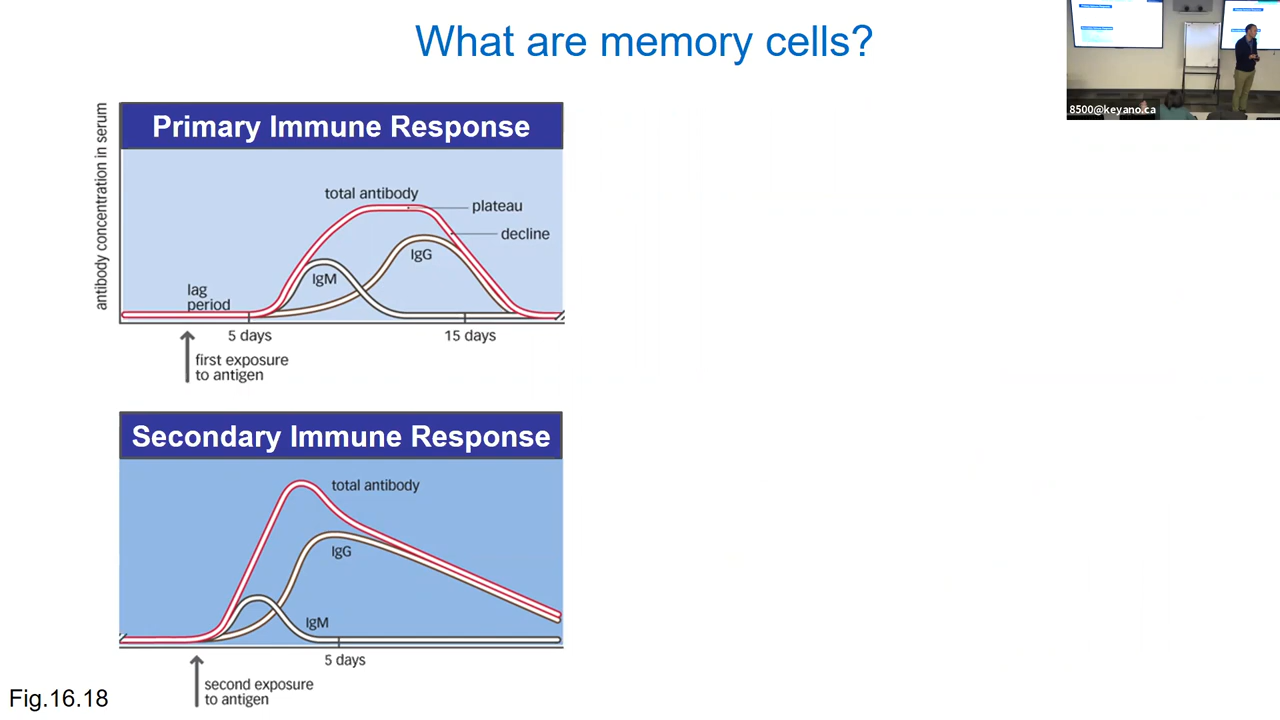 What are memory cells?
8500@keyano.ca
Primary Immune Response
antibody concentration in serum
total antibody
plateau
decline
IgG
IgM
lag
period
5 days
15 days
first exposure
to antigen
Secondary Immune Response
total antibody
IgG
IgM
5 days
second exposure
to antigen
Fig.16.18